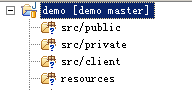 demo [demo master]
src/public
src/private
src/client
resources